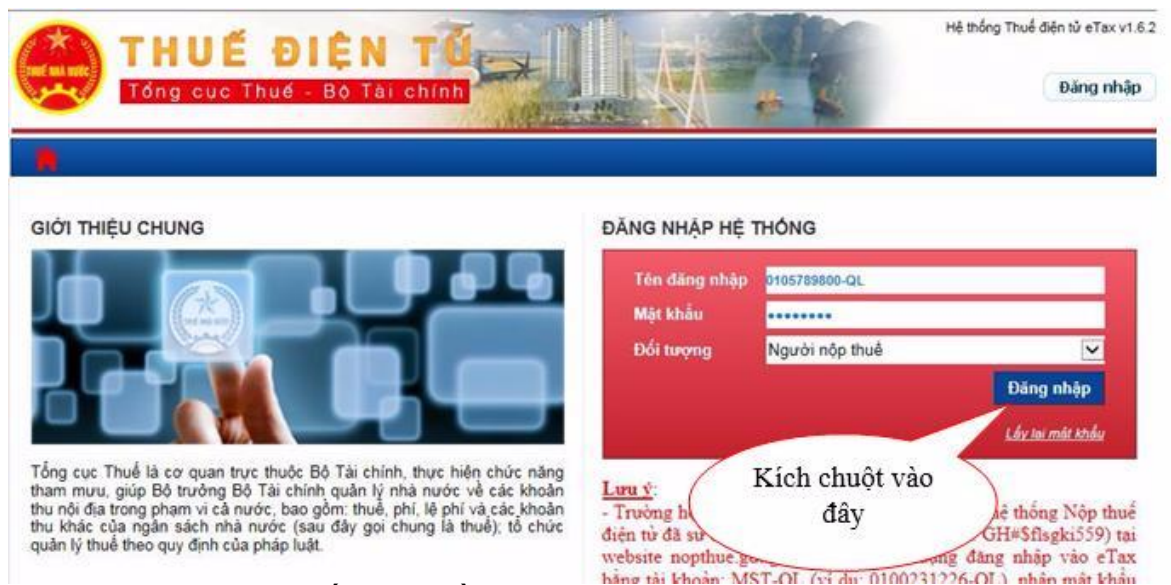 Hệ thống Thuế điện tử eTax v1.6.2
THUẾ ĐIỆN TỬ
Tổng cục Thuế - Bộ Tài chính
THUẾ NHÀ NƯỚC
Đăng nhập
GIỚI THIỆU CHUNG
Tổng cục Thuế là cơ quan trực thuộc Bộ Tài chính, thực hiện chức năng
tham mưu, giúp Bộ trưởng Bộ Tài chính quản lý nhà nước về các khoản
thu nội địa trong phạm vi cả nước, bao gồm: thuế, phí, lệ phí và các khoản
thu khác của ngân sách nhà nước (sau đây gọi chung là thuế); tổ chức
quản lý thuế theo quy định của pháp luật.
ĐĂNG NHẬP HỆ THỐNG
Tên đăng nhập 0105789800-QL
Mật khẩu ••••••••
Đối tượng Người nộp thuế
Đăng nhập
Lấy lại mật khẩu
Kích chuột vào
đây
Lưu ý:
- Trường hệ thống Nộp thuế
điện tử đã sử GH#$flsgki559) tại
website nopthue. đăng nhập vào eTax
bằng tài khoản: MST-QL (ví dụ: 0100231226-QL), nhập mật khẩu